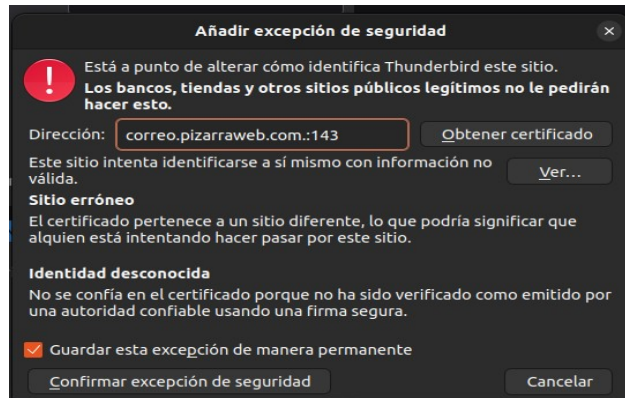 Añadir excepción de seguridad
Está a punto de alterar cómo identifica Thunderbird este sitio.
Los bancos, tiendas y otros sitios públicos legítimos no le pedirán
hacer esto.
Dirección: correo.pizarraweb.com.:143 Obtener certificado
Este sitio intenta identificarse a sí mismo con información no
válida.
Ver...
Sitio erróneo
El certificado pertenece a un sitio diferente, lo que podría significar que
alguien está intentando hacer pasar por este sitio.
Identidad desconocida
No se confía en el certificado porque no ha sido verificado como emitido por
una autoridad confiable usando una firma segura.
Guardar esta excepción de manera permanente
Confirmar excepción de seguridad Cancelar